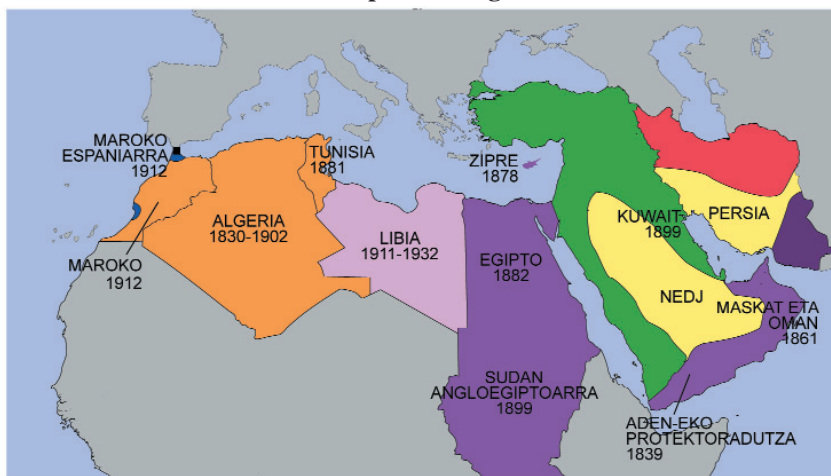 MAROKO
ESPANIARRA
1912
TUNISIA
1881
ZIPRE
1878
ALGERIA
1830-1902
LIBIA
1911-1932
KUWAIT
1899
PERSIA
MAROKO
1912
EGIPTO
1882
NEDJ
MASKAT ETA
OMAN
1861
SUDAN
ANGLOEGIPTOARRA
1899
ADEN-EKO
PROTEKTORADUTZA
1839